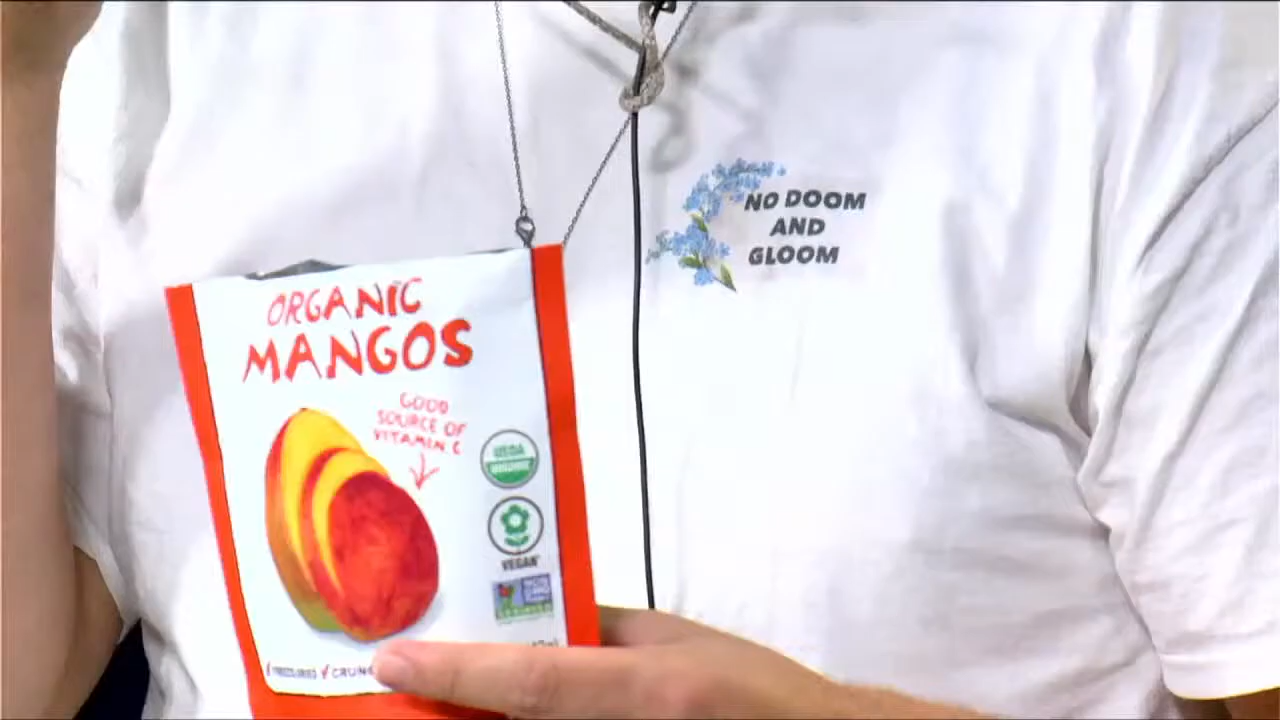 NO DOOM
AND
GLOOM
ORGANIC
MANGOS
GOOD
SOURCE OF
VITAMIN C
USDA
ORGANIC
VEGAN